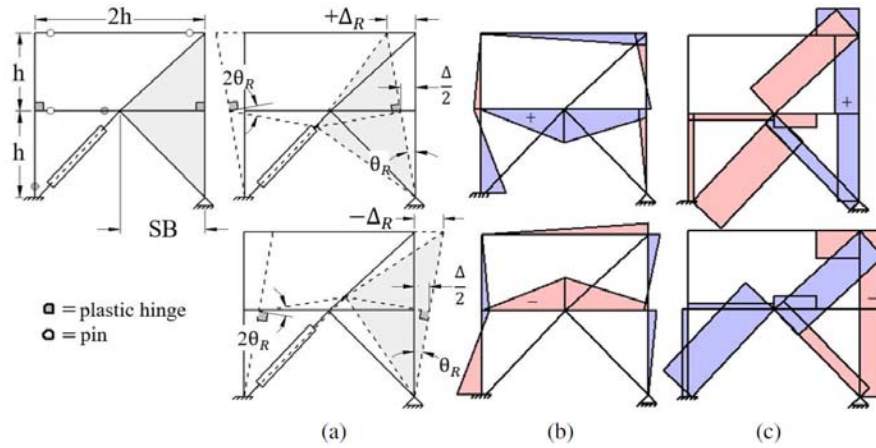 2h
+Δ_R
h
2θ_R
Δ/2
+
+
h
θ_R
SB
−Δ_R
Δ/2
= plastic hinge
= pin
2θ_R
θ_R
−
−
(a)
(b)
(c)